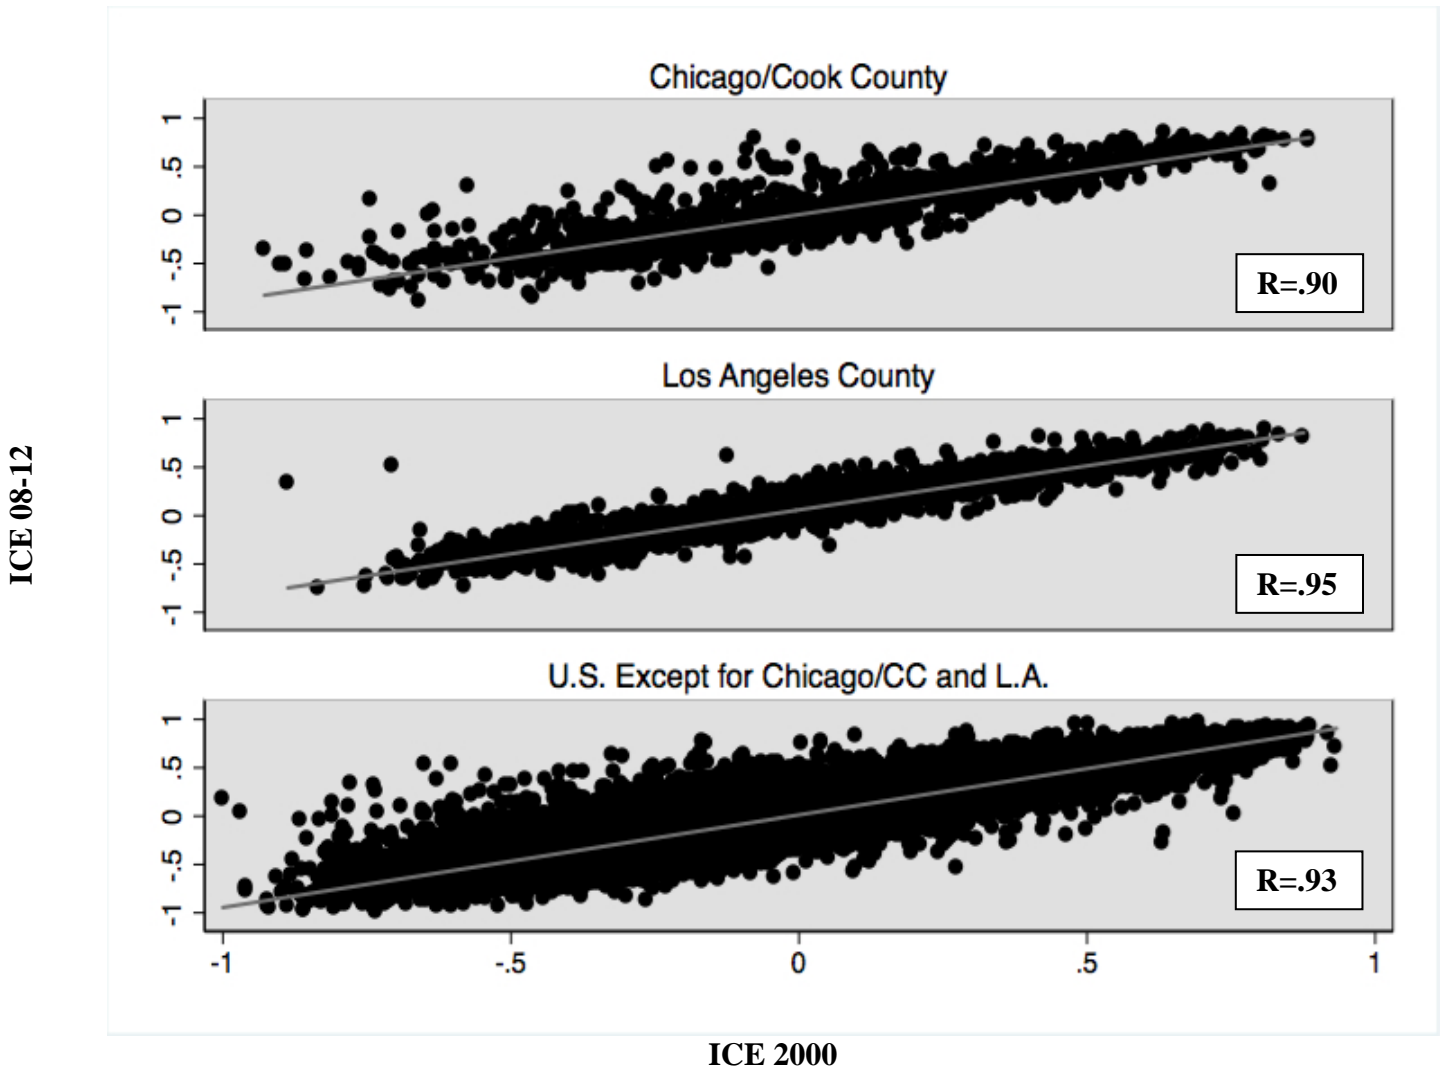 Chicago/Cook County
1
.5
0
-.5
-1
R=.90
Los Angeles County
1
.5
0
-.5
-1
R=.95
ICE 08-12
U.S. Except for Chicago/CC and L.A.
1
.5
0
-.5
-1
R=.93
-1 -.5 0 .5 1
ICE 2000